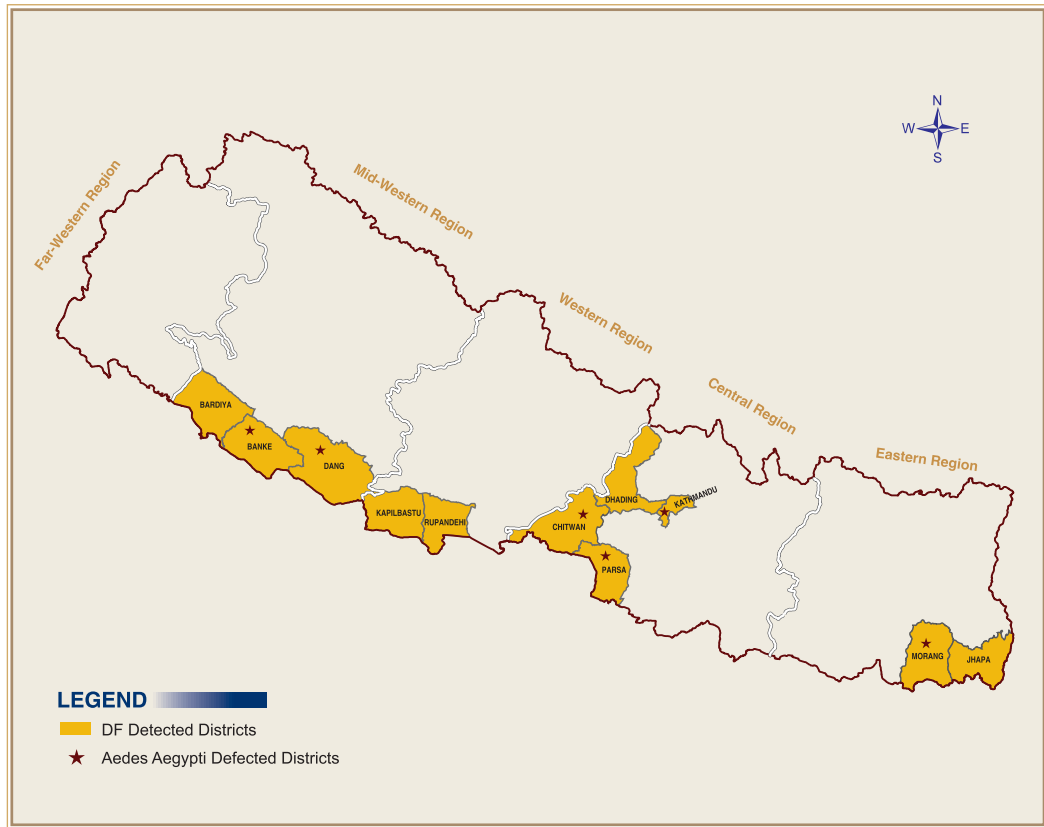 N
W E
S
Far-Western Region
Mid-Western Region
Western Region
Central Region
Eastern Region
BARDIYA
BANKE
DANG
KAPILBASTU
RUPANDEHI
DHADING
KATHMANDU
CHITWAN
PARSA
MORANG
JHAPA
LEGEND
DF Detected Districts
Aedes Aegypti Defected Districts